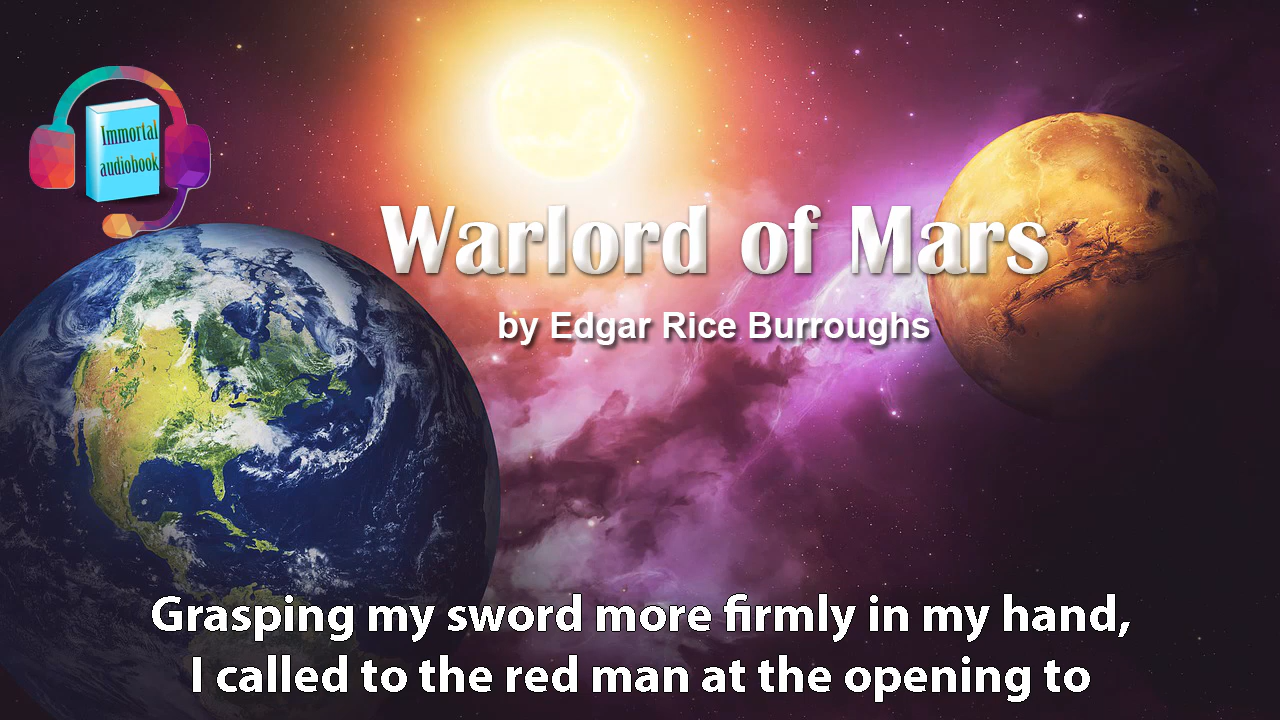 Immortal
audiobook
Warlord of Mars
by Edgar Rice Burroughs
Grasping my sword more firmly in my hand,
I called to the red man at the opening to